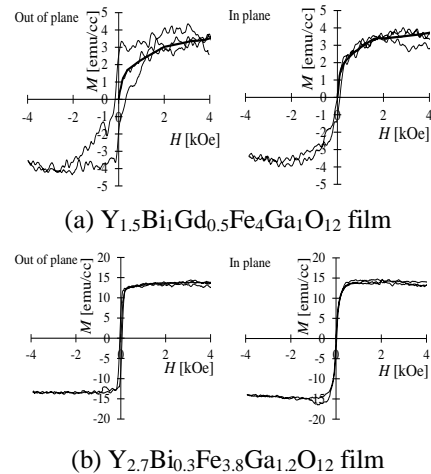 Out of plane
M [emu/cc]
5
4
3
2
1
0
-1
-2
-3
-4
-5
-4 -2 0 2 4
H [kOe]
In plane
M [emu/cc]
5
4
3
2
1
0
-1
-2
-3
-4
-5
-4 -2 0 2 4
H [kOe]
(a) Y1.5Bi1Gd0.5Fe4Ga1O12 film
Out of plane
M [emu/cc]
20
15
10
5
0
-5
-10
-15
-20
-4 -2 0 2 4
H [kOe]
In plane
M [emu/cc]
20
15
10
5
0
-5
-10
-15
-20
-4 -2 0 2 4
H [kOe]
(b) Y2.7Bi0.3Fe3.8Ga1.2O12 film